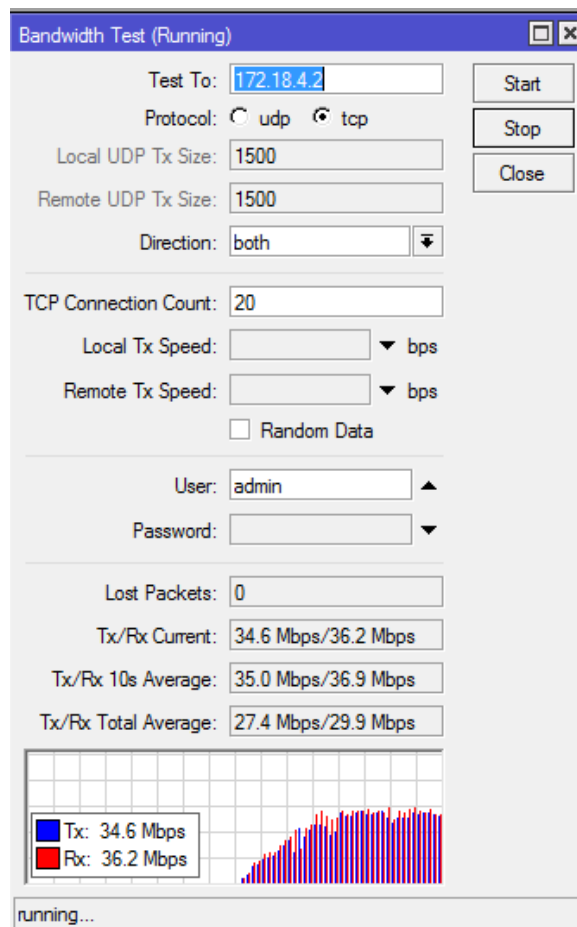 Bandwidth Test (Running)
Test To: 172.18.4.2
Start
Protocol: udp tcp
Stop
Local UDP Tx Size: 1500
Remote UDP Tx Size: 1500
Close
Direction: both
TCP Connection Count: 20
Local Tx Speed: bps
Remote Tx Speed: bps
Random Data
User: admin
Password:
Lost Packets: 0
Tx/Rx Current: 34.6 Mbps/36.2 Mbps
Tx/Rx 10s Average: 35.0 Mbps/36.9 Mbps
Tx/Rx Total Average: 27.4 Mbps/29.9 Mbps
Tx: 34.6 Mbps
Rx: 36.2 Mbps
running...